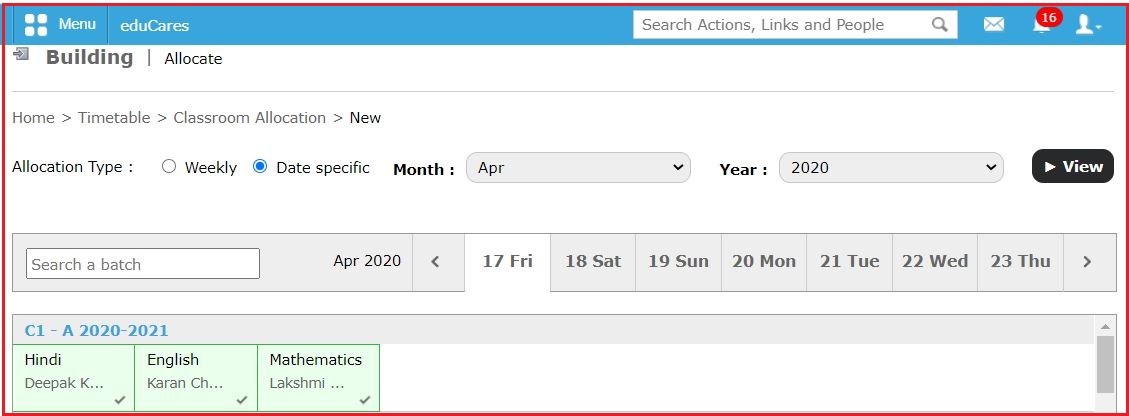 Menu eduCares Search Actions, Links and People 16
Building | Allocate
Home > Timetable > Classroom Allocation > New
Allocation Type : Weekly Date specific Month : Apr Year : 2020 ► View
Search a batch Apr 2020 < 17 Fri 18 Sat 19 Sun 20 Mon 21 Tue 22 Wed 23 Thu >
C1 - A 2020-2021
Hindi English Mathematics
Deepak K... Karan Ch... Lakshmi ...